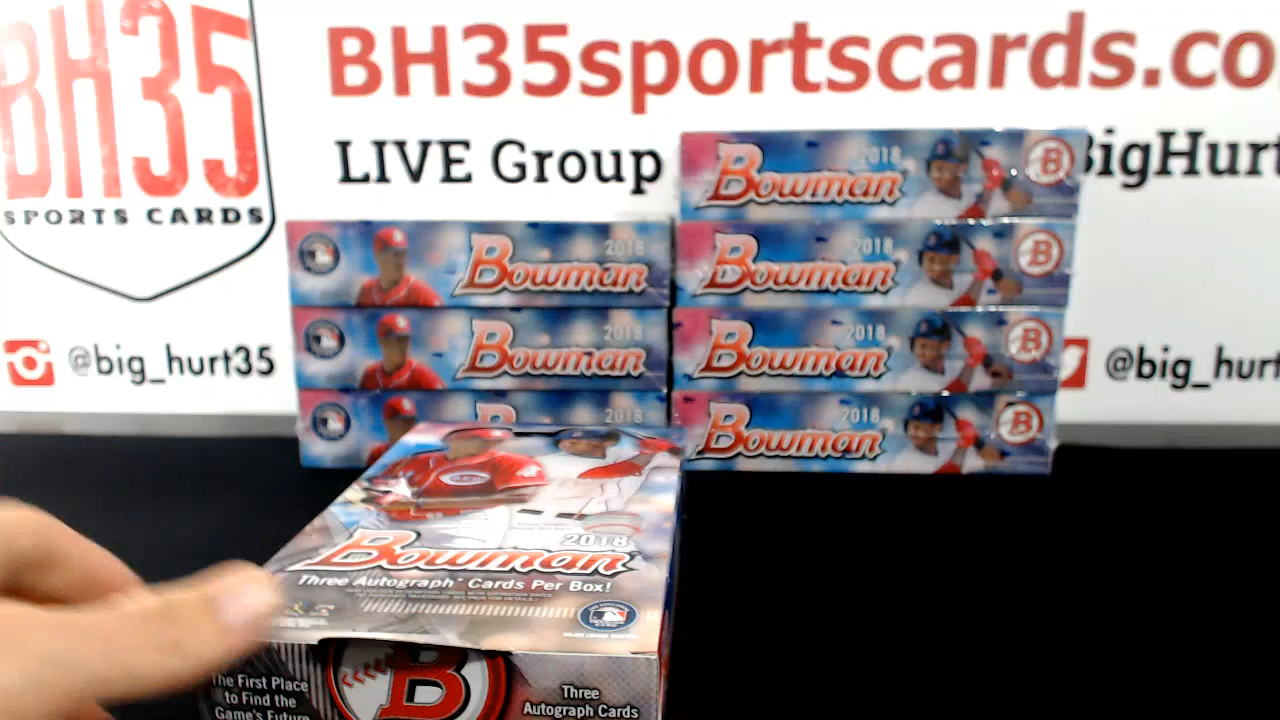 BH35
SPORTS CARDS
BH35sportscards.co
LIVE Group
BigHurt
@big_hurt35
@big_hurt
2018
Bowman
B
2018
Bowman
B
2018
Bowman
B
2018
Bowman
B
2018
Bowman
2018
Bowman
2018
REDS
2018
Bowman
Three Autograph Cards Per Box!
B
The First Place
to Find the
Game's Future
Three
Autograph Cards